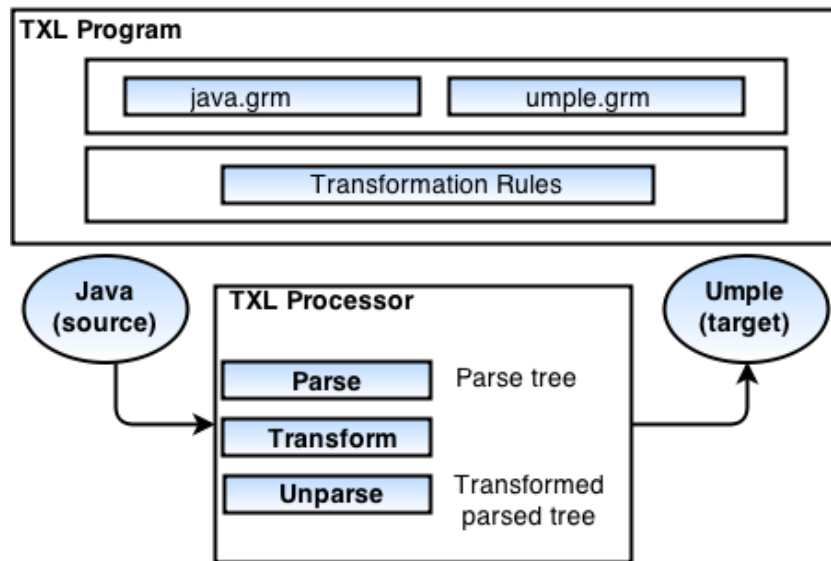 TXL Program
java.grm
umple.grm
Transformation Rules
Java
(source)
TXL Processor
Umple
(target)
Parse
Parse tree
Transform
Unparse
Transformed
parsed tree